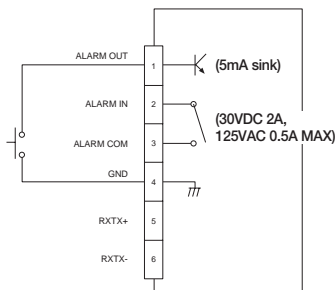 ALARM OUT 1 (5mA sink)
ALARM IN 2 (30VDC 2A,
125VAC 0.5A MAX)
ALARM COM 3
GND 4
RXTX+ 5
RXTX- 6